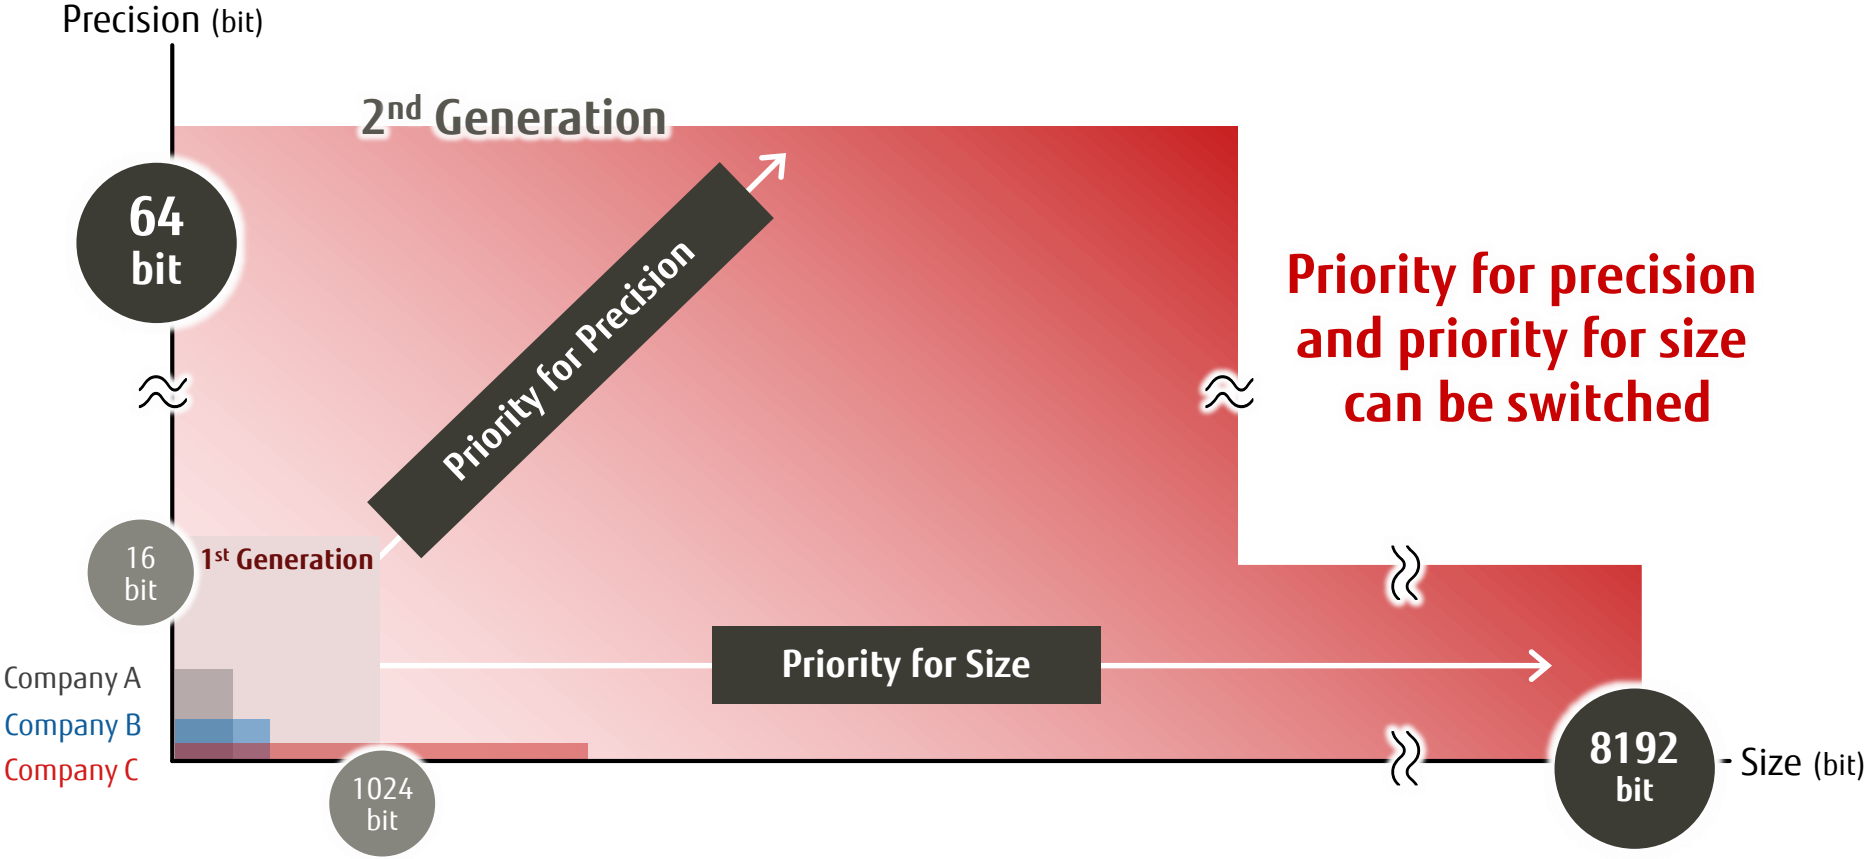 Precision (bit)
2nd Generation
64
bit
Priority for Precision
Priority for precision
and priority for size
can be switched
16
bit
1st Generation
Priority for Size
Company A
Company B
Company C
1024
bit
8192
bit
Size (bit)